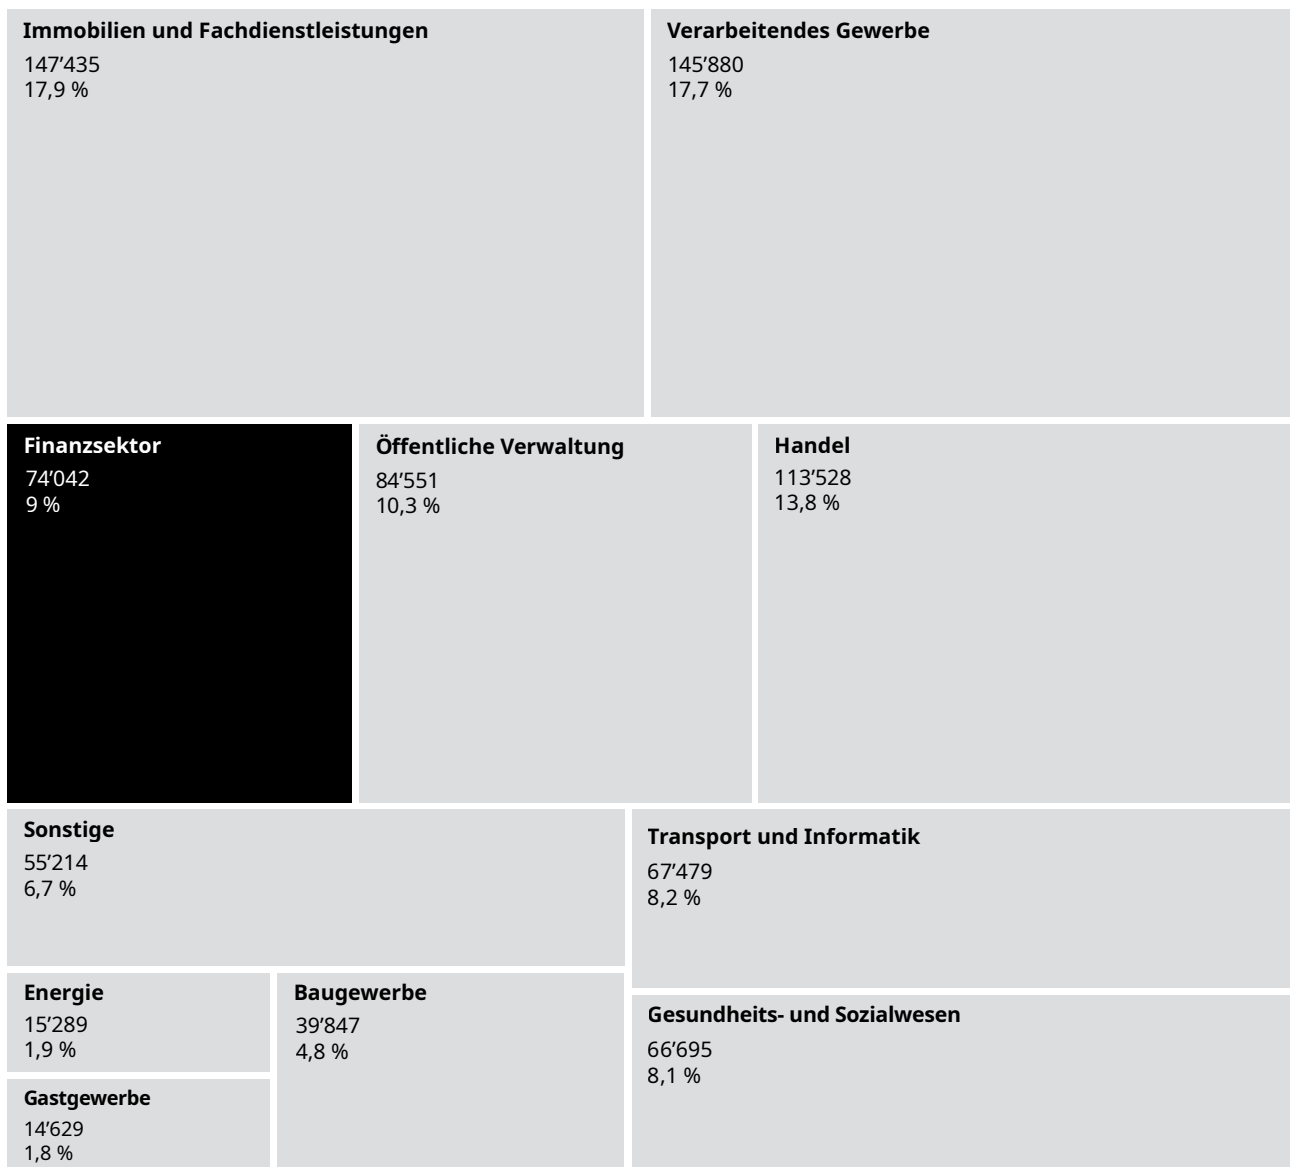 Immobilien und Fachdienstleistungen
147’435
17,9 %
Verarbeitendes Gewerbe
145’880
17,7 %
Finanzsektor
74’042
9 %
Öffentliche Verwaltung
84’551
10,3 %
Handel
113’528
13,8 %
Sonstige
55’214
6,7 %
Transport und Informatik
67’479
8,2 %
Energie
15’289
1,9 %
Baugewerbe
39’847
4,8 %
Gesundheits- und Sozialwesen
66’695
8,1 %
Gastgewerbe
14’629
1,8 %